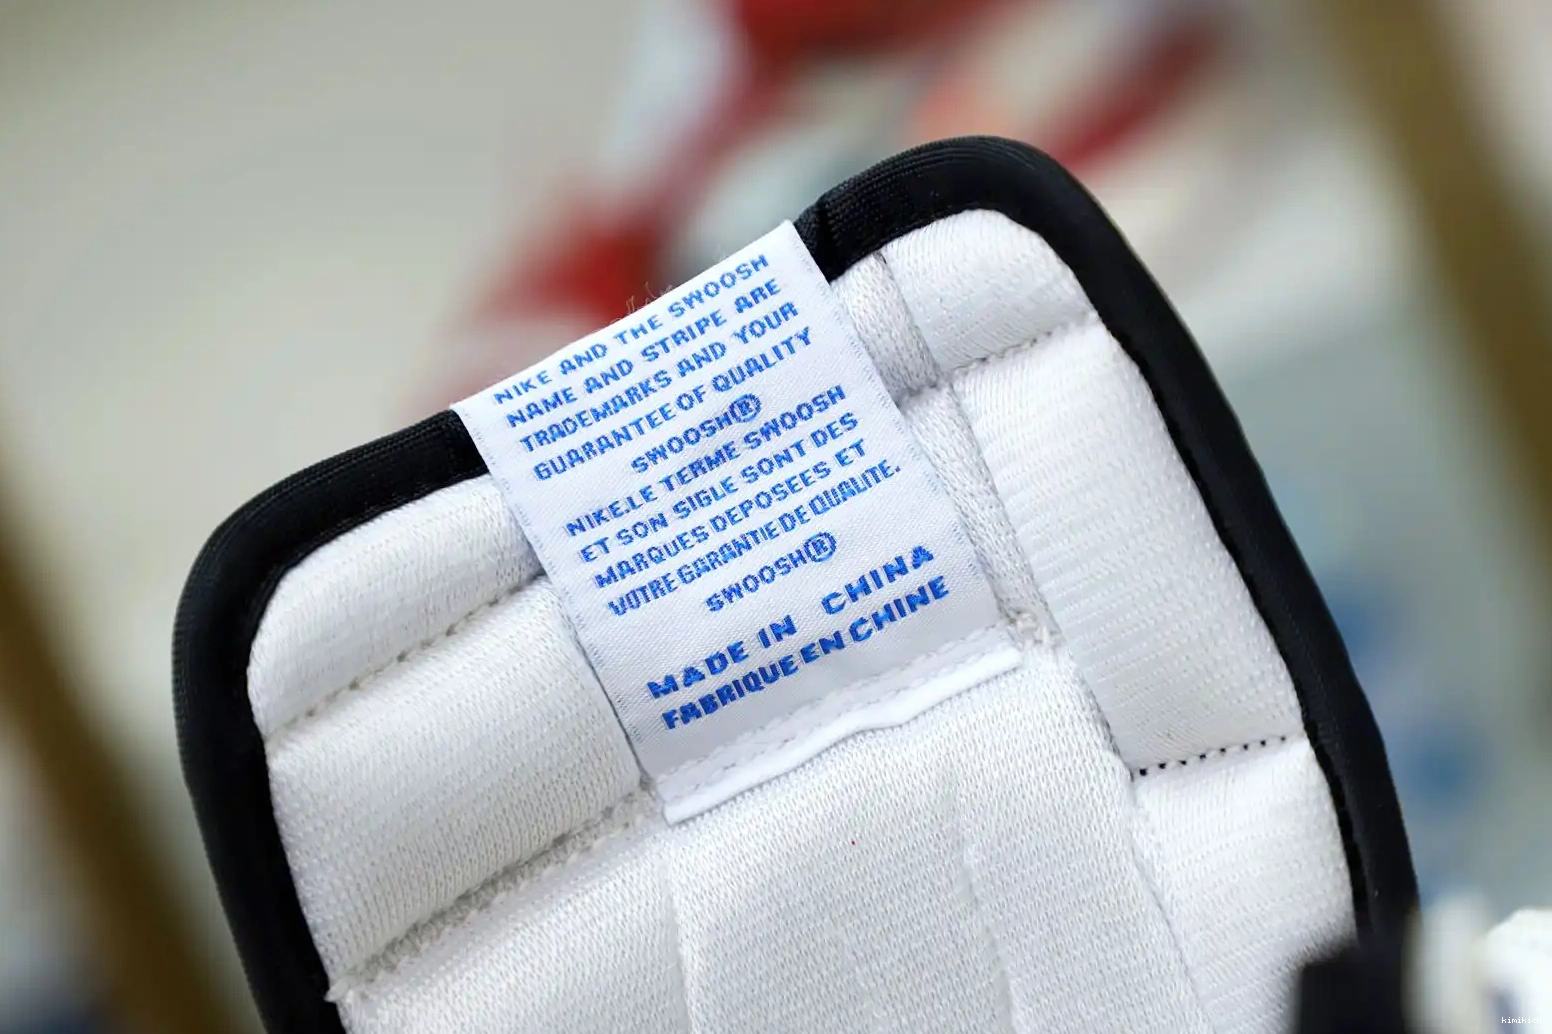 NIKE AND THE SWOOSH
NAME AND STRIPE ARE
TRADEMARKS AND YOUR
GUARANTEE OF QUALITY
SWOOSH®
NIKE.LE TERME SWOOSH
ET SON SIGLE SONT DES
MARQUES DEPOSEES ET
VOTRE GARANTIE DE QUALITE.
SWOOSH®
MADE IN CHINA
FABRIQUE EN CHINE